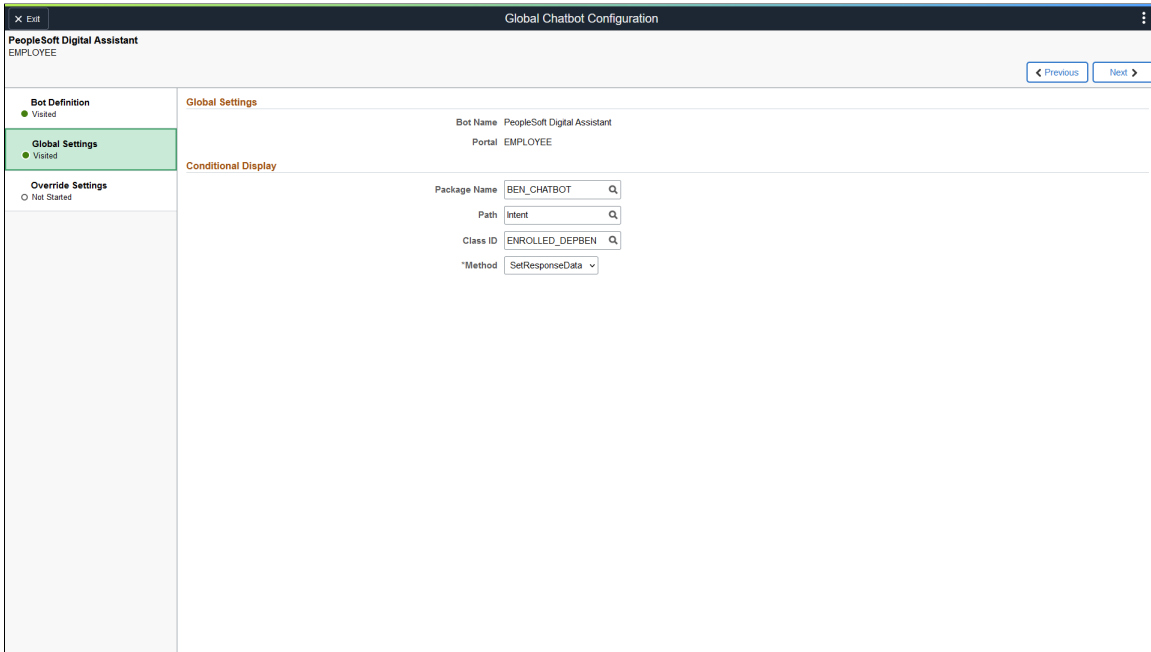 × Exit
Global Chatbot Configuration
PeopleSoft Digital Assistant
EMPLOYEE
Previous
Next
Bot Definition
Visited
Global Settings
Visited
Override Settings
Not Started
Global Settings
Bot Name PeopleSoft Digital Assistant
Portal EMPLOYEE
Conditional Display
Package Name BEN_CHATBOT
Path Intent
Class ID ENROLLED_DEPBEN
*Method SetResponseData